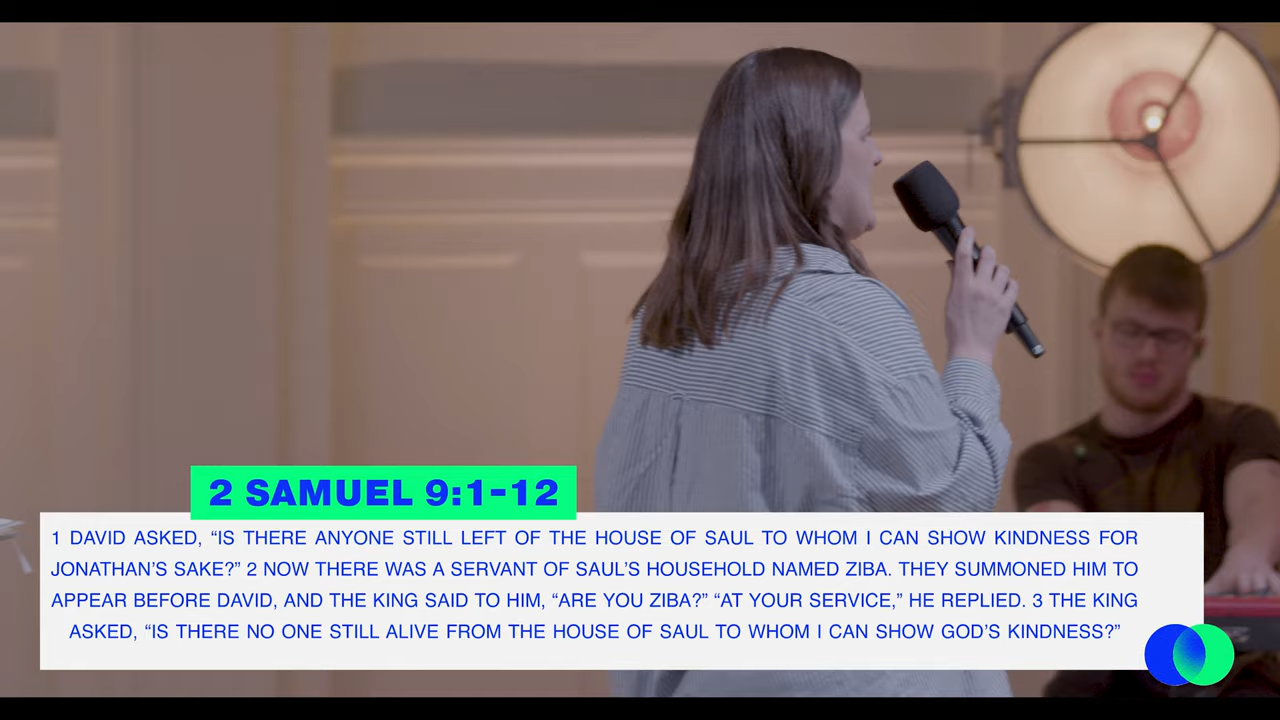 2 SAMUEL 9:1-12
1 DAVID ASKED, “IS THERE ANYONE STILL LEFT OF THE HOUSE OF SAUL TO WHOM I CAN SHOW KINDNESS FOR
JONATHAN’S SAKE?” 2 NOW THERE WAS A SERVANT OF SAUL’S HOUSEHOLD NAMED ZIBA. THEY SUMMONED HIM TO
APPEAR BEFORE DAVID, AND THE KING SAID TO HIM, “ARE YOU ZIBA?” “AT YOUR SERVICE,” HE REPLIED. 3 THE KING
ASKED, “IS THERE NO ONE STILL ALIVE FROM THE HOUSE OF SAUL TO WHOM I CAN SHOW GOD’S KINDNESS?”